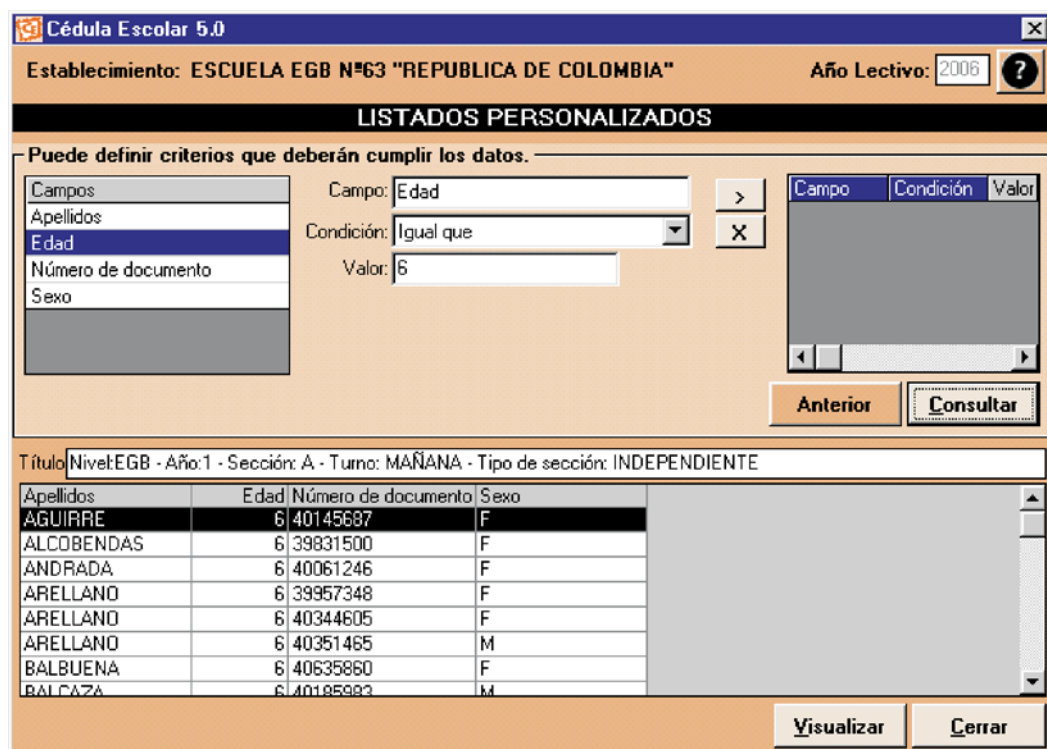 Cédula Escolar 5.0
Establecimiento: ESCUELA EGB Nº63 "REPUBLICA DE COLOMBIA" Año Lectivo: 2006 ?
LISTADOS PERSONALIZADOS
Puede definir criterios que deberán cumplir los datos.
Campos
Apellidos
Edad
Número de documento
Sexo
Campo: Edad >
Condición: Igual que X
Valor: 6
Campo Condición Valor
Anterior Consultar
Título Nivel:EGB - Año:1 - Sección: A - Turno: MAÑANA - Tipo de sección: INDEPENDIENTE
Apellidos Edad Número de documento Sexo
AGUIRRE 6 40145687 F
ALCOBENDAS 6 39831500 F
ANDRADA 6 40061246 F
ARELLANO 6 39957348 F
ARELLANO 6 40344605 F
ARELLANO 6 40351465 M
BALBUENA 6 40635860 F
BALCAZA 6 40185983 M
Visualizar Cerrar